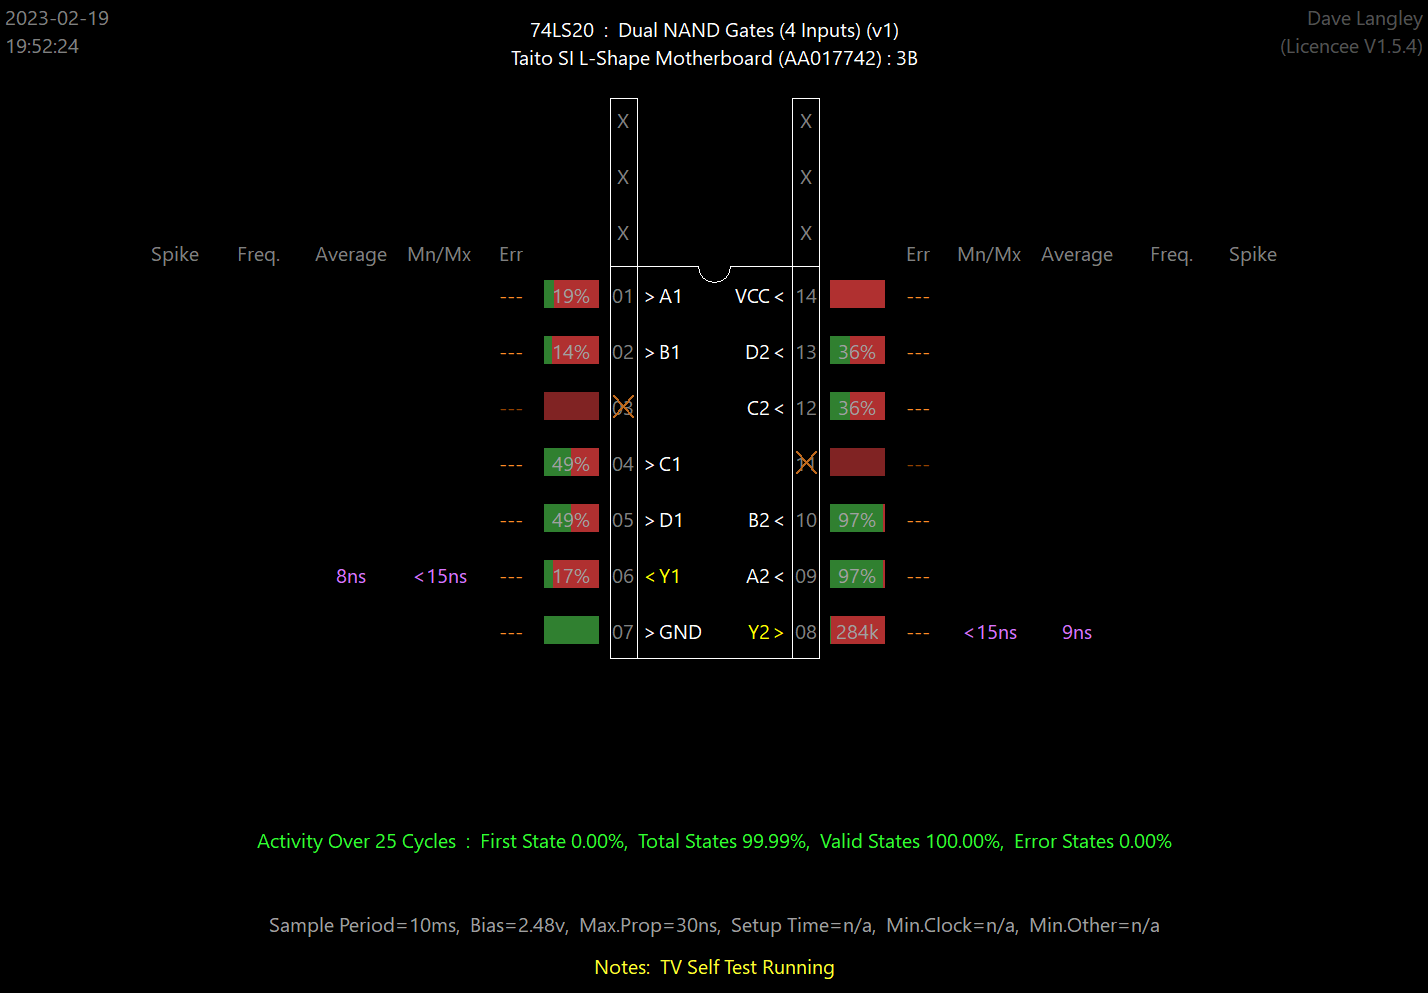 2023-02-19
19:52:24
74LS20 : Dual NAND Gates (4 Inputs) (v1)
Taito SI L-Shape Motherboard (AA017742) : 3B
Dave Langley
(Licencee V1.5.4)
X X
X X
X X
Spike Freq. Average Mn/Mx Err Err Mn/Mx Average Freq. Spike
--- 19% 01 >A1 VCC< 14 ---
--- 14% 02 >B1 D2< 13 36% ---
--- 03 C2< 12 36% ---
--- 49% 04 >C1 11 ---
--- 49% 05 >D1 B2< 10 97% ---
8ns <15ns --- 17% 06 <Y1 A2< 09 97% ---
--- 07 >GND Y2> 08 284k --- <15ns 9ns
Activity Over 25 Cycles : First State 0.00%, Total States 99.99%, Valid States 100.00%, Error States 0.00%
Sample Period=10ms, Bias=2.48v, Max.Prop=30ns, Setup Time=n/a, Min.Clock=n/a, Min.Other=n/a
Notes: TV Self Test Running